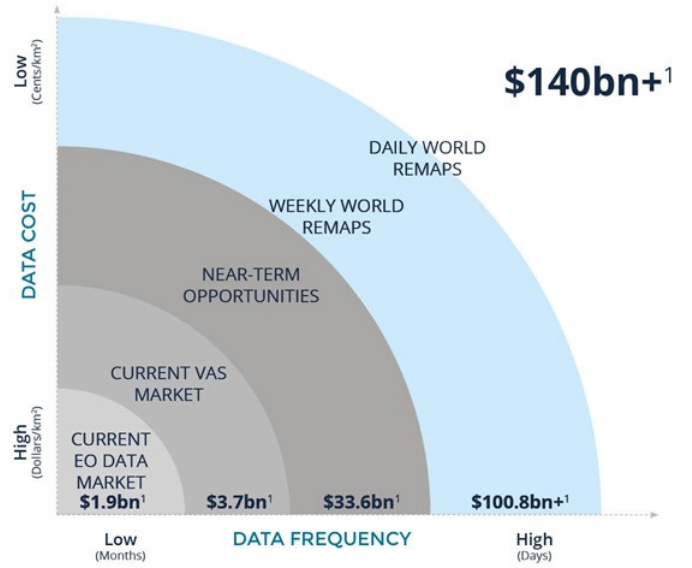 $140bn+1
Low
(Cents/km²)
DAILY WORLD
REMAPS
WEEKLY WORLD
REMAPS
DATA COST
NEAR-TERM
OPPORTUNITIES
CURRENT VAS
MARKET
High
(Dollars/km²)
CURRENT
EO DATA
MARKET
$1.9bn1
$3.7bn1
$33.6bn1
$100.8bn+1
Low
(Months)
DATA FREQUENCY
High
(Days)